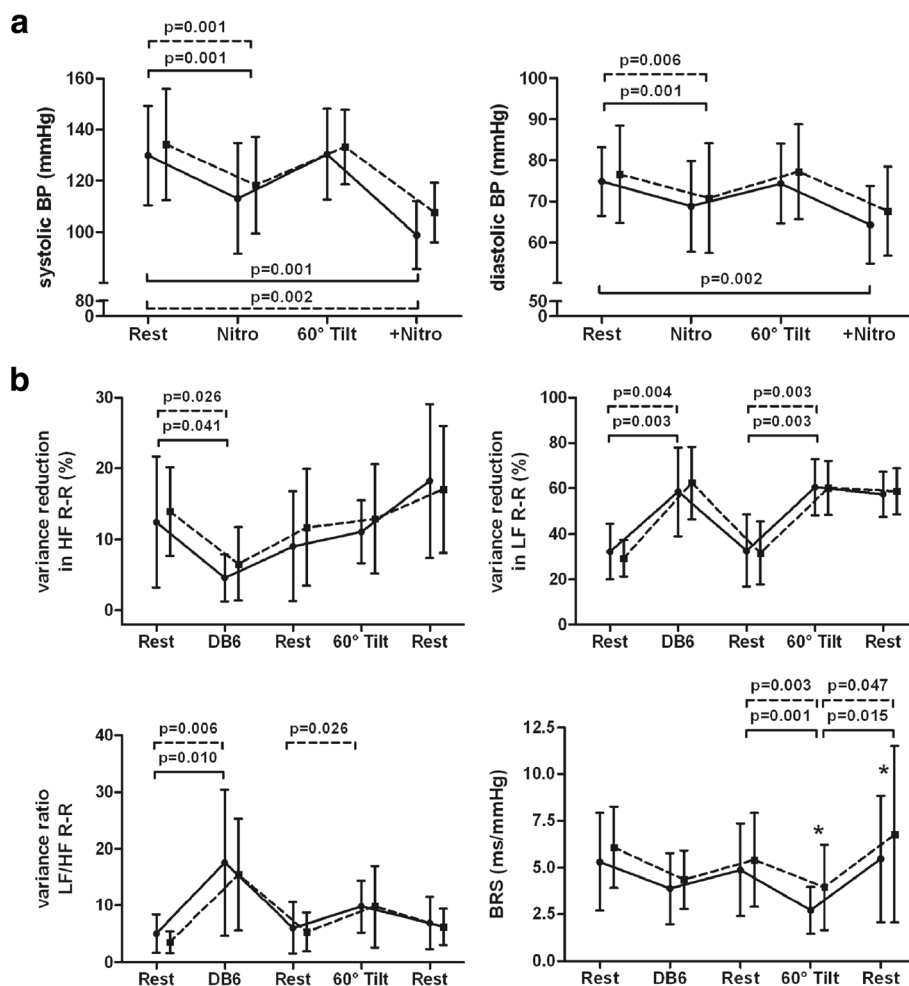 a
p=0.001
p=0.001
systolic BP (mmHg)
160
140
120
100
80
0
p=0.001
p=0.002
Rest Nitro 60° Tilt +Nitro
p=0.006
p=0.001
diastolic BP (mmHg)
100
90
80
70
60
50
0
p=0.002
Rest Nitro 60° Tilt +Nitro
b
p=0.026
p=0.041
variance reduction
in HF R-R (%)
30
20
10
0
Rest DB6 Rest 60° Tilt Rest
p=0.004 p=0.003
p=0.003 p=0.003
variance reduction
in LF R-R (%)
100
80
60
40
20
0
Rest DB6 Rest 60° Tilt Rest
p=0.006 p=0.026
p=0.010
variance ratio
LF/HF R-R
40
30
20
10
0
Rest DB6 Rest 60° Tilt Rest
p=0.003 p=0.047
p=0.001 p=0.015
BRS (ms/mmHg)
12.5
10.0
7.5
5.0
2.5
0.0
* *
Rest DB6 Rest 60° Tilt Rest